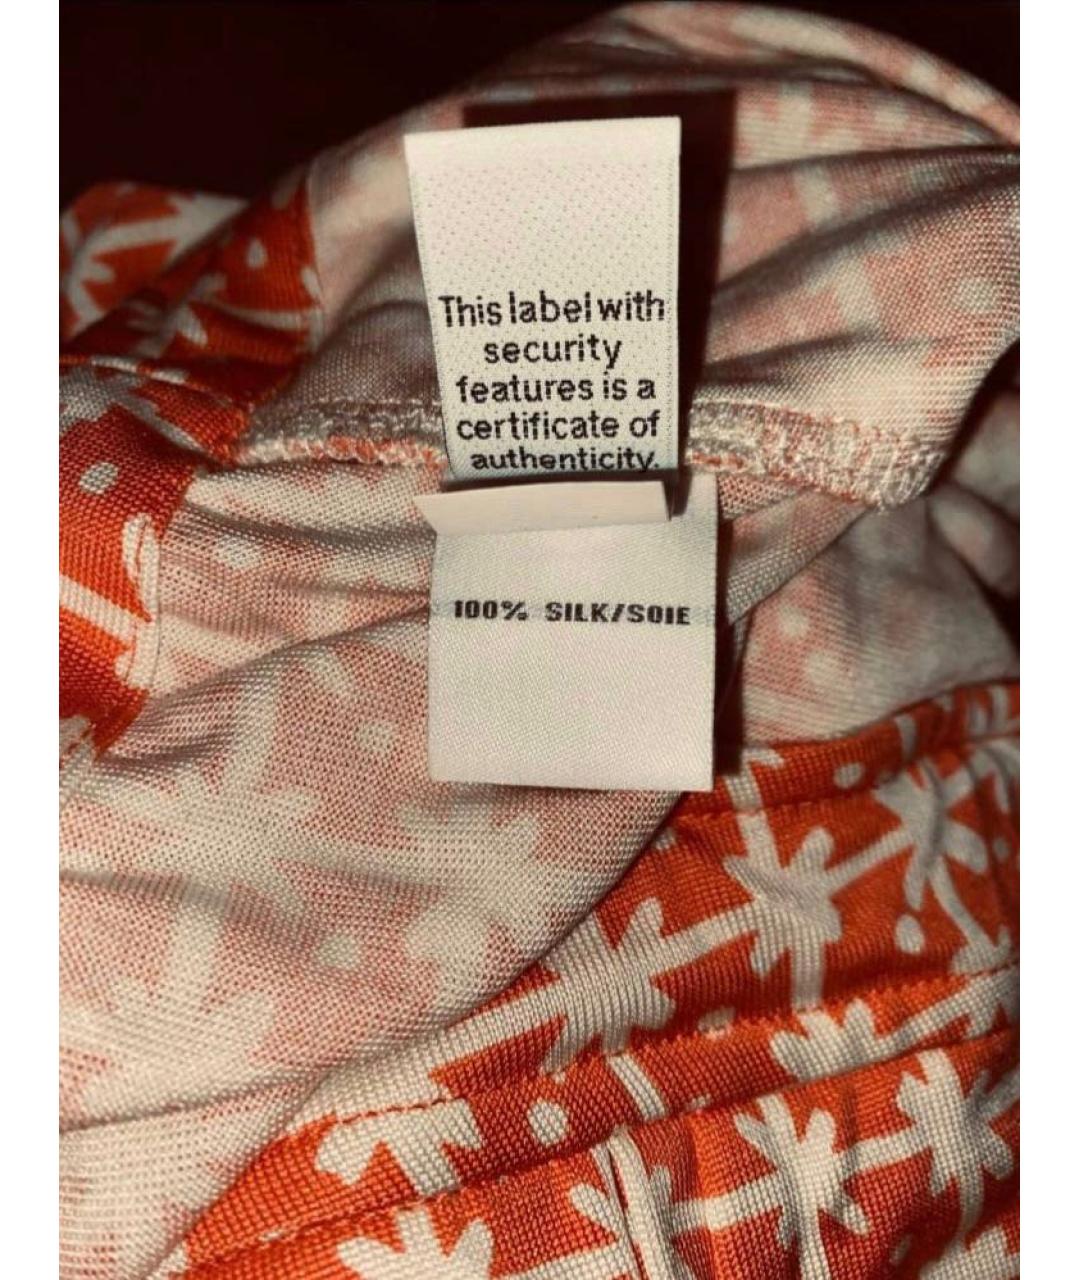 This label with
security
features is a
certificate of
authenticity.
100% SILK/SOIE